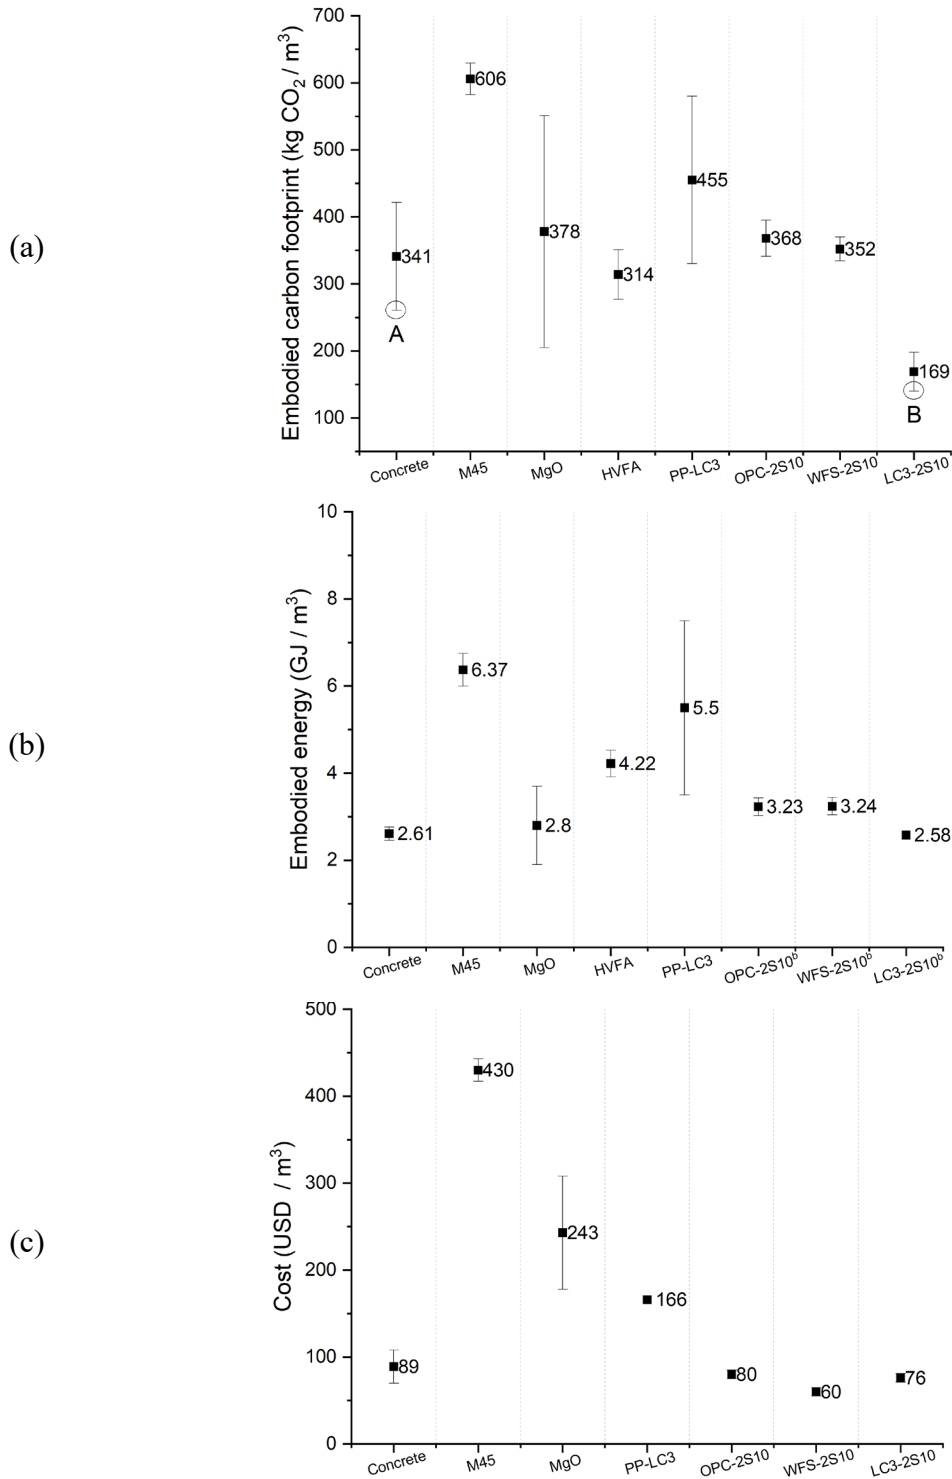 (a)
Embodied carbon footprint (kg CO₂ / m³)
700
600
500
400
300
200
100
341
606
378
314
455
368
352
169
A
B
Concrete
M45
MgO
HVFA
PP-LC3
OPC-2S10
WFS-2S10
LC3-2S10
(b)
Embodied energy (GJ / m³)
10
8
6
4
2
0
2.61
6.37
2.8
4.22
5.5
3.23
3.24
2.58
Concrete
M45
MgO
HVFA
PP-LC3
OPC-2S10ᵇ
WFS-2S10ᵇ
LC3-2S10ᵇ
(c)
Cost (USD / m³)
500
400
300
200
100
0
89
430
243
166
80
60
76
Concrete
M45
MgO
PP-LC3
OPC-2S10
WFS-2S10
LC3-2S10